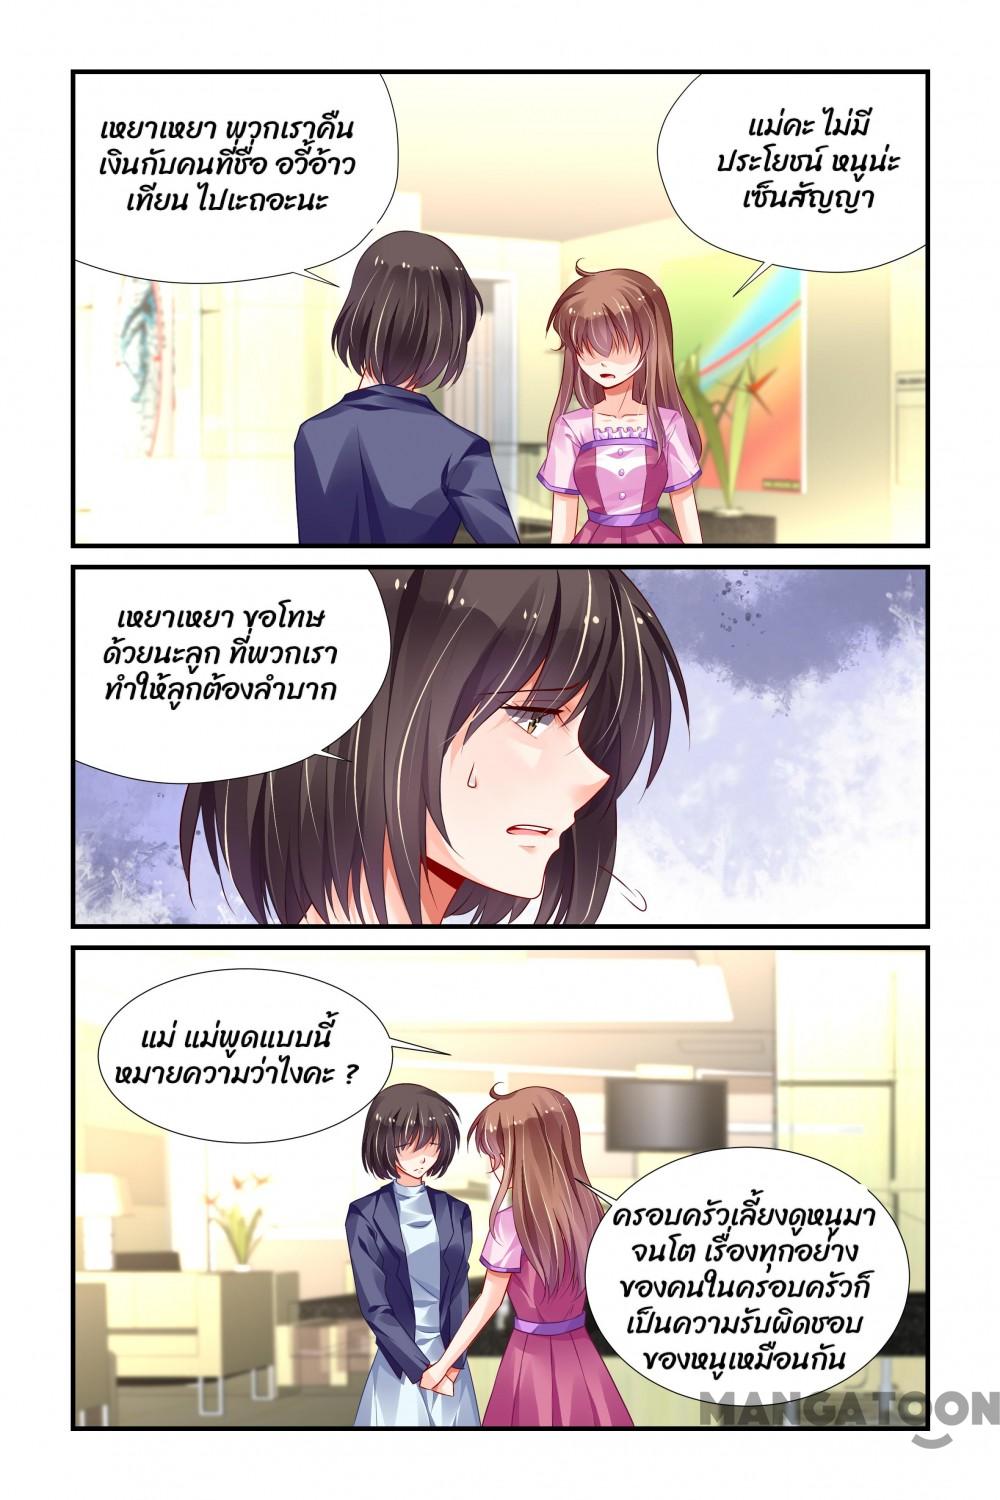 เหยาเหยา พวกเราคืน
เงินกับคนที่ชื่อ อวี้อ้าว
เทียน ไปเะถอะนะ
แม่คะ ไม่มี
ประโยชน์ หนูน่ะ
เซ็นสัญญา
เหยาเหยา ขอโทษ
ด้วยนะลูก ที่พวกเรา
ทำให้ลูกต้องลำบาก
แม่ แม่พูดแบบนี้
หมายความว่าไงคะ ?
ครอบครัวเลี้ยงดูหนูมา
จนโต เรื่องทุกอย่าง
ของคนในครอบครัวก็
เป็นความรับผิดชอบ
ของหนูเหมือนกัน
MANGATOON